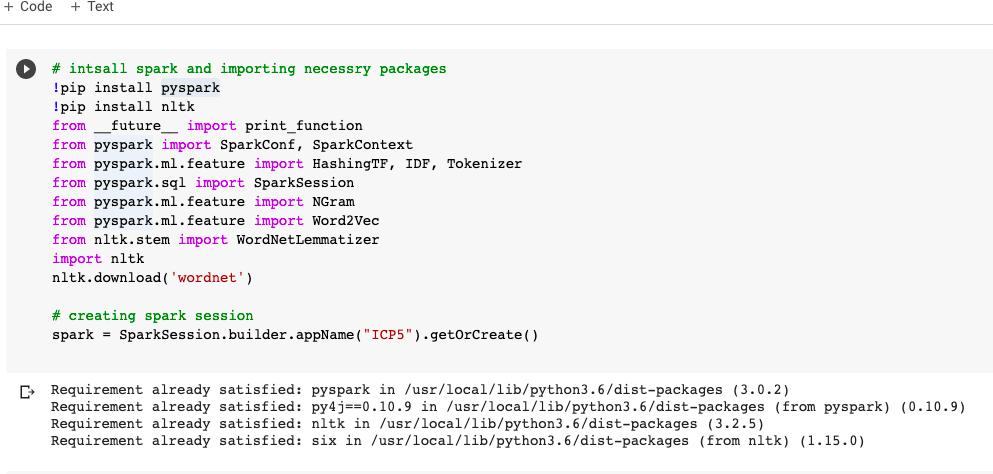 + Code + Text
# intsall spark and importing necessry packages
!pip install pyspark
!pip install nltk
from __future__ import print_function
from pyspark import SparkConf, SparkContext
from pyspark.ml.feature import HashingTF, IDF, Tokenizer
from pyspark.sql import SparkSession
from pyspark.ml.feature import NGram
from pyspark.ml.feature import Word2Vec
from nltk.stem import WordNetLemmatizer
import nltk
nltk.download('wordnet')
# creating spark session
spark = SparkSession.builder.appName("ICP5").getOrCreate()
Requirement already satisfied: pyspark in /usr/local/lib/python3.6/dist-packages (3.0.2)
Requirement already satisfied: py4j==0.10.9 in /usr/local/lib/python3.6/dist-packages (from pyspark) (0.10.9)
Requirement already satisfied: nltk in /usr/local/lib/python3.6/dist-packages (3.2.5)
Requirement already satisfied: six in /usr/local/lib/python3.6/dist-packages (from nltk) (1.15.0)